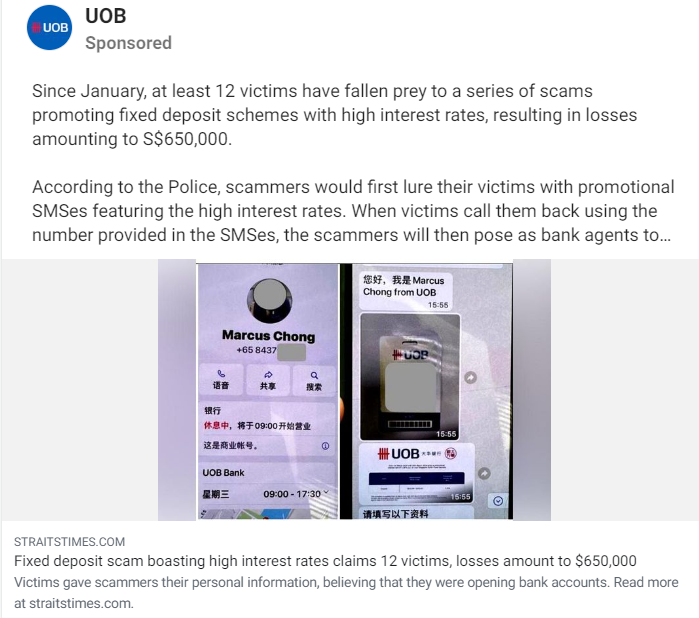 UOB
UOB
Sponsored
Since January, at least 12 victims have fallen prey to a series of scams
promoting fixed deposit schemes with high interest rates, resulting in losses
amounting to S$650,000.
According to the Police, scammers would first lure their victims with promotional
SMSes featuring the high interest rates. When victims call them back using the
number provided in the SMSes, the scammers will then pose as bank agents to...
Marcus Chong
+65 8437
语音
共享
搜索
银行
休息中，将于09:00开始营业
这是商业帐号。
UOB Bank
星期三 09:00 - 17:30
您好，我是Marcus
Chong from UOB
15:55
UOB
15:55
UOB 大华银行
15:55
请填写以下资料
STRAITSTIMES.COM
Fixed deposit scam boasting high interest rates claims 12 victims, losses amount to $650,000
Victims gave scammers their personal information, believing that they were opening bank accounts. Read more
at straitstimes.com.